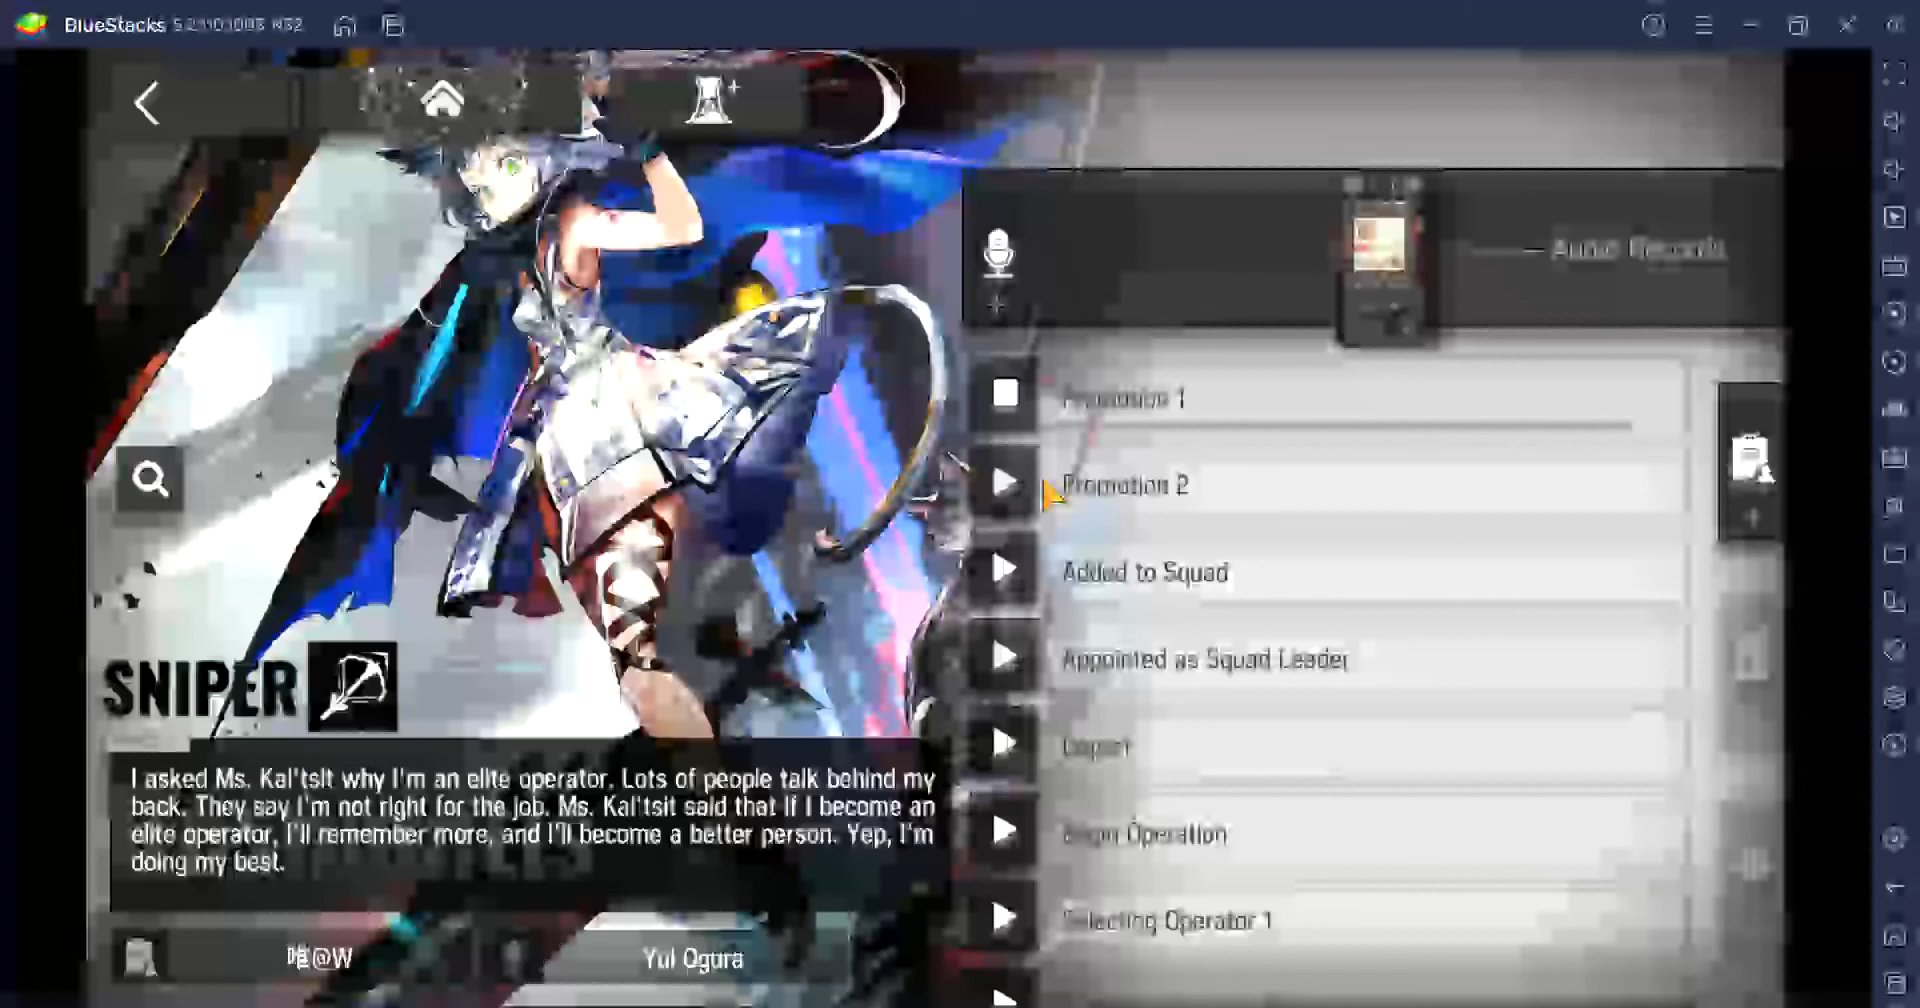 BlueStacks
Audio Records
Promotion 1
Promotion 2
Added to Squad
Appointed as Squad Leader
Depart
Begin Operation
Selecting Operator 1
SNIPER
I asked Ms. Kal'tsit why I'm an elite operator. Lots of people talk behind my
back. They say I'm not right for the job. Ms. Kal'tsit said that if I become an
elite operator, I'll remember more, and I'll become a better person. Yep, I'm
doing my best.
唯@W
Yui Ogura